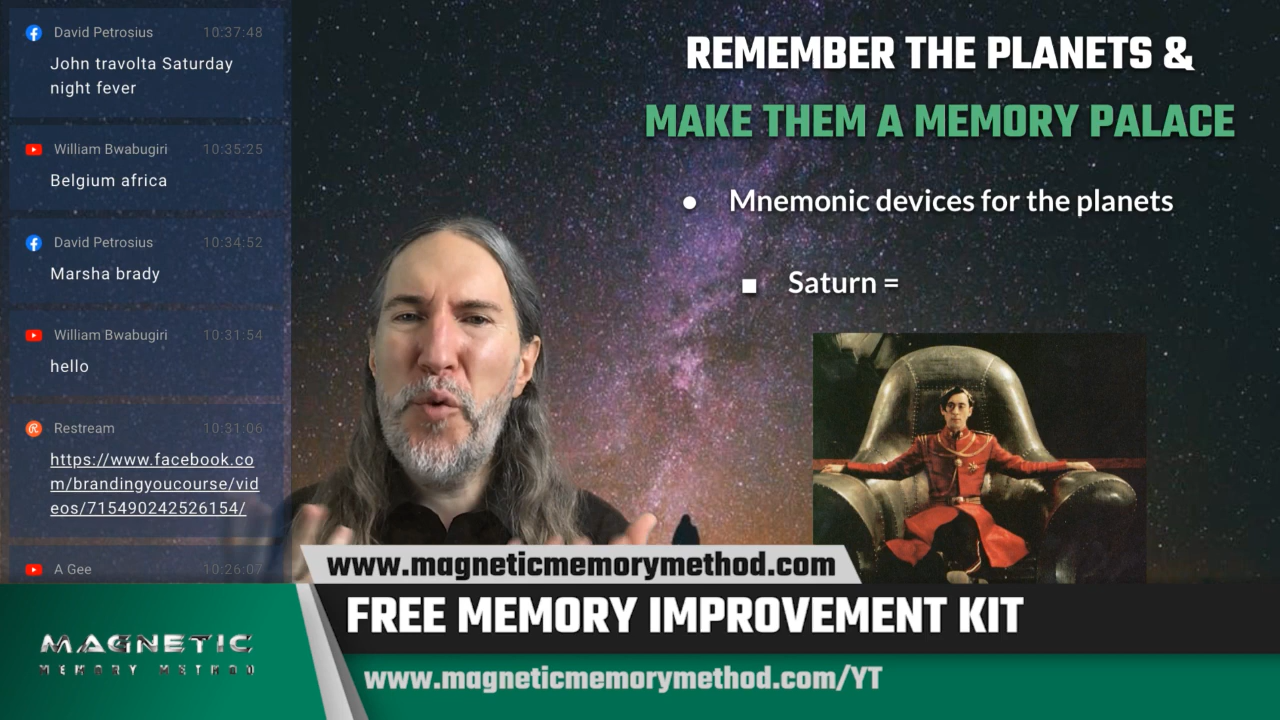 David Petrosius 10:37:48
John travolta Saturday
night fever
William Bwabugiri 10:35:25
Belgium africa
David Petrosius 10:34:52
Marsha brady
William Bwabugiri 10:31:54
hello
Restream 10:31:06
https://www.facebook.co
m/brandingyoucourse/vid
eos/715490242526154/
A Gee 10:26:07
REMEMBER THE PLANETS &
MAKE THEM A MEMORY PALACE
• Mnemonic devices for the planets
■ Saturn =
www.magneticmemorymethod.com
FREE MEMORY IMPROVEMENT KIT
www.magneticmemorymethod.com/YT
MAGNETIC
MEMORY METHOD